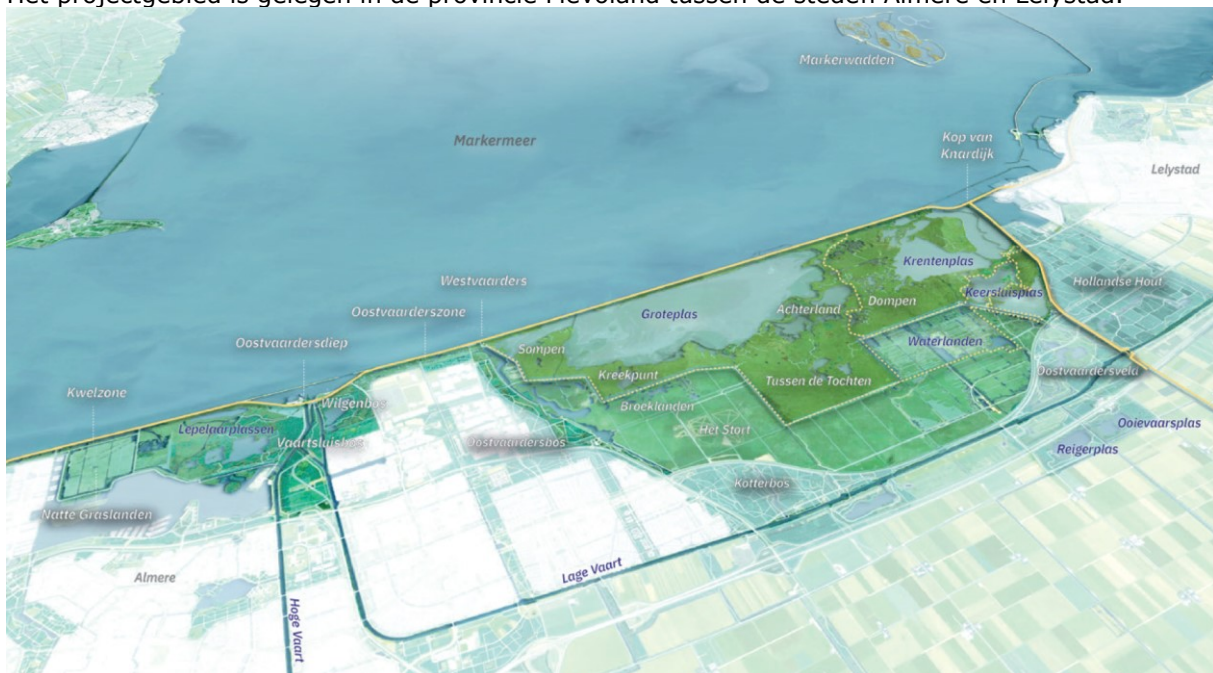 Het projectgebied is gelegen in de provincie Flevoland tussen de steden Almere en Lelystad.
Markerwadden
Markermeer
Kop van
Knardijk
Lelystad
Westvaarders
Krentenplas
Hollandse Hout
Keersluisplas
Oostvaarderszone
Groteplas
Achterland
Dompen
Oostvaardersdiep
Sompen
Waterlanden
Kreekpunt
Tussen de Tochten
Oostvaardersveld
Kwelzone
Wilgenbos
Broeklanden
Lepelaarplassen
Vaartsluisbos
Oostvaardersbos
Het Stort
Ooievaarsplas
Reigerplas
Kotterbos
Natte Graslanden
Almere
Lage Vaart
Hoge Vaart